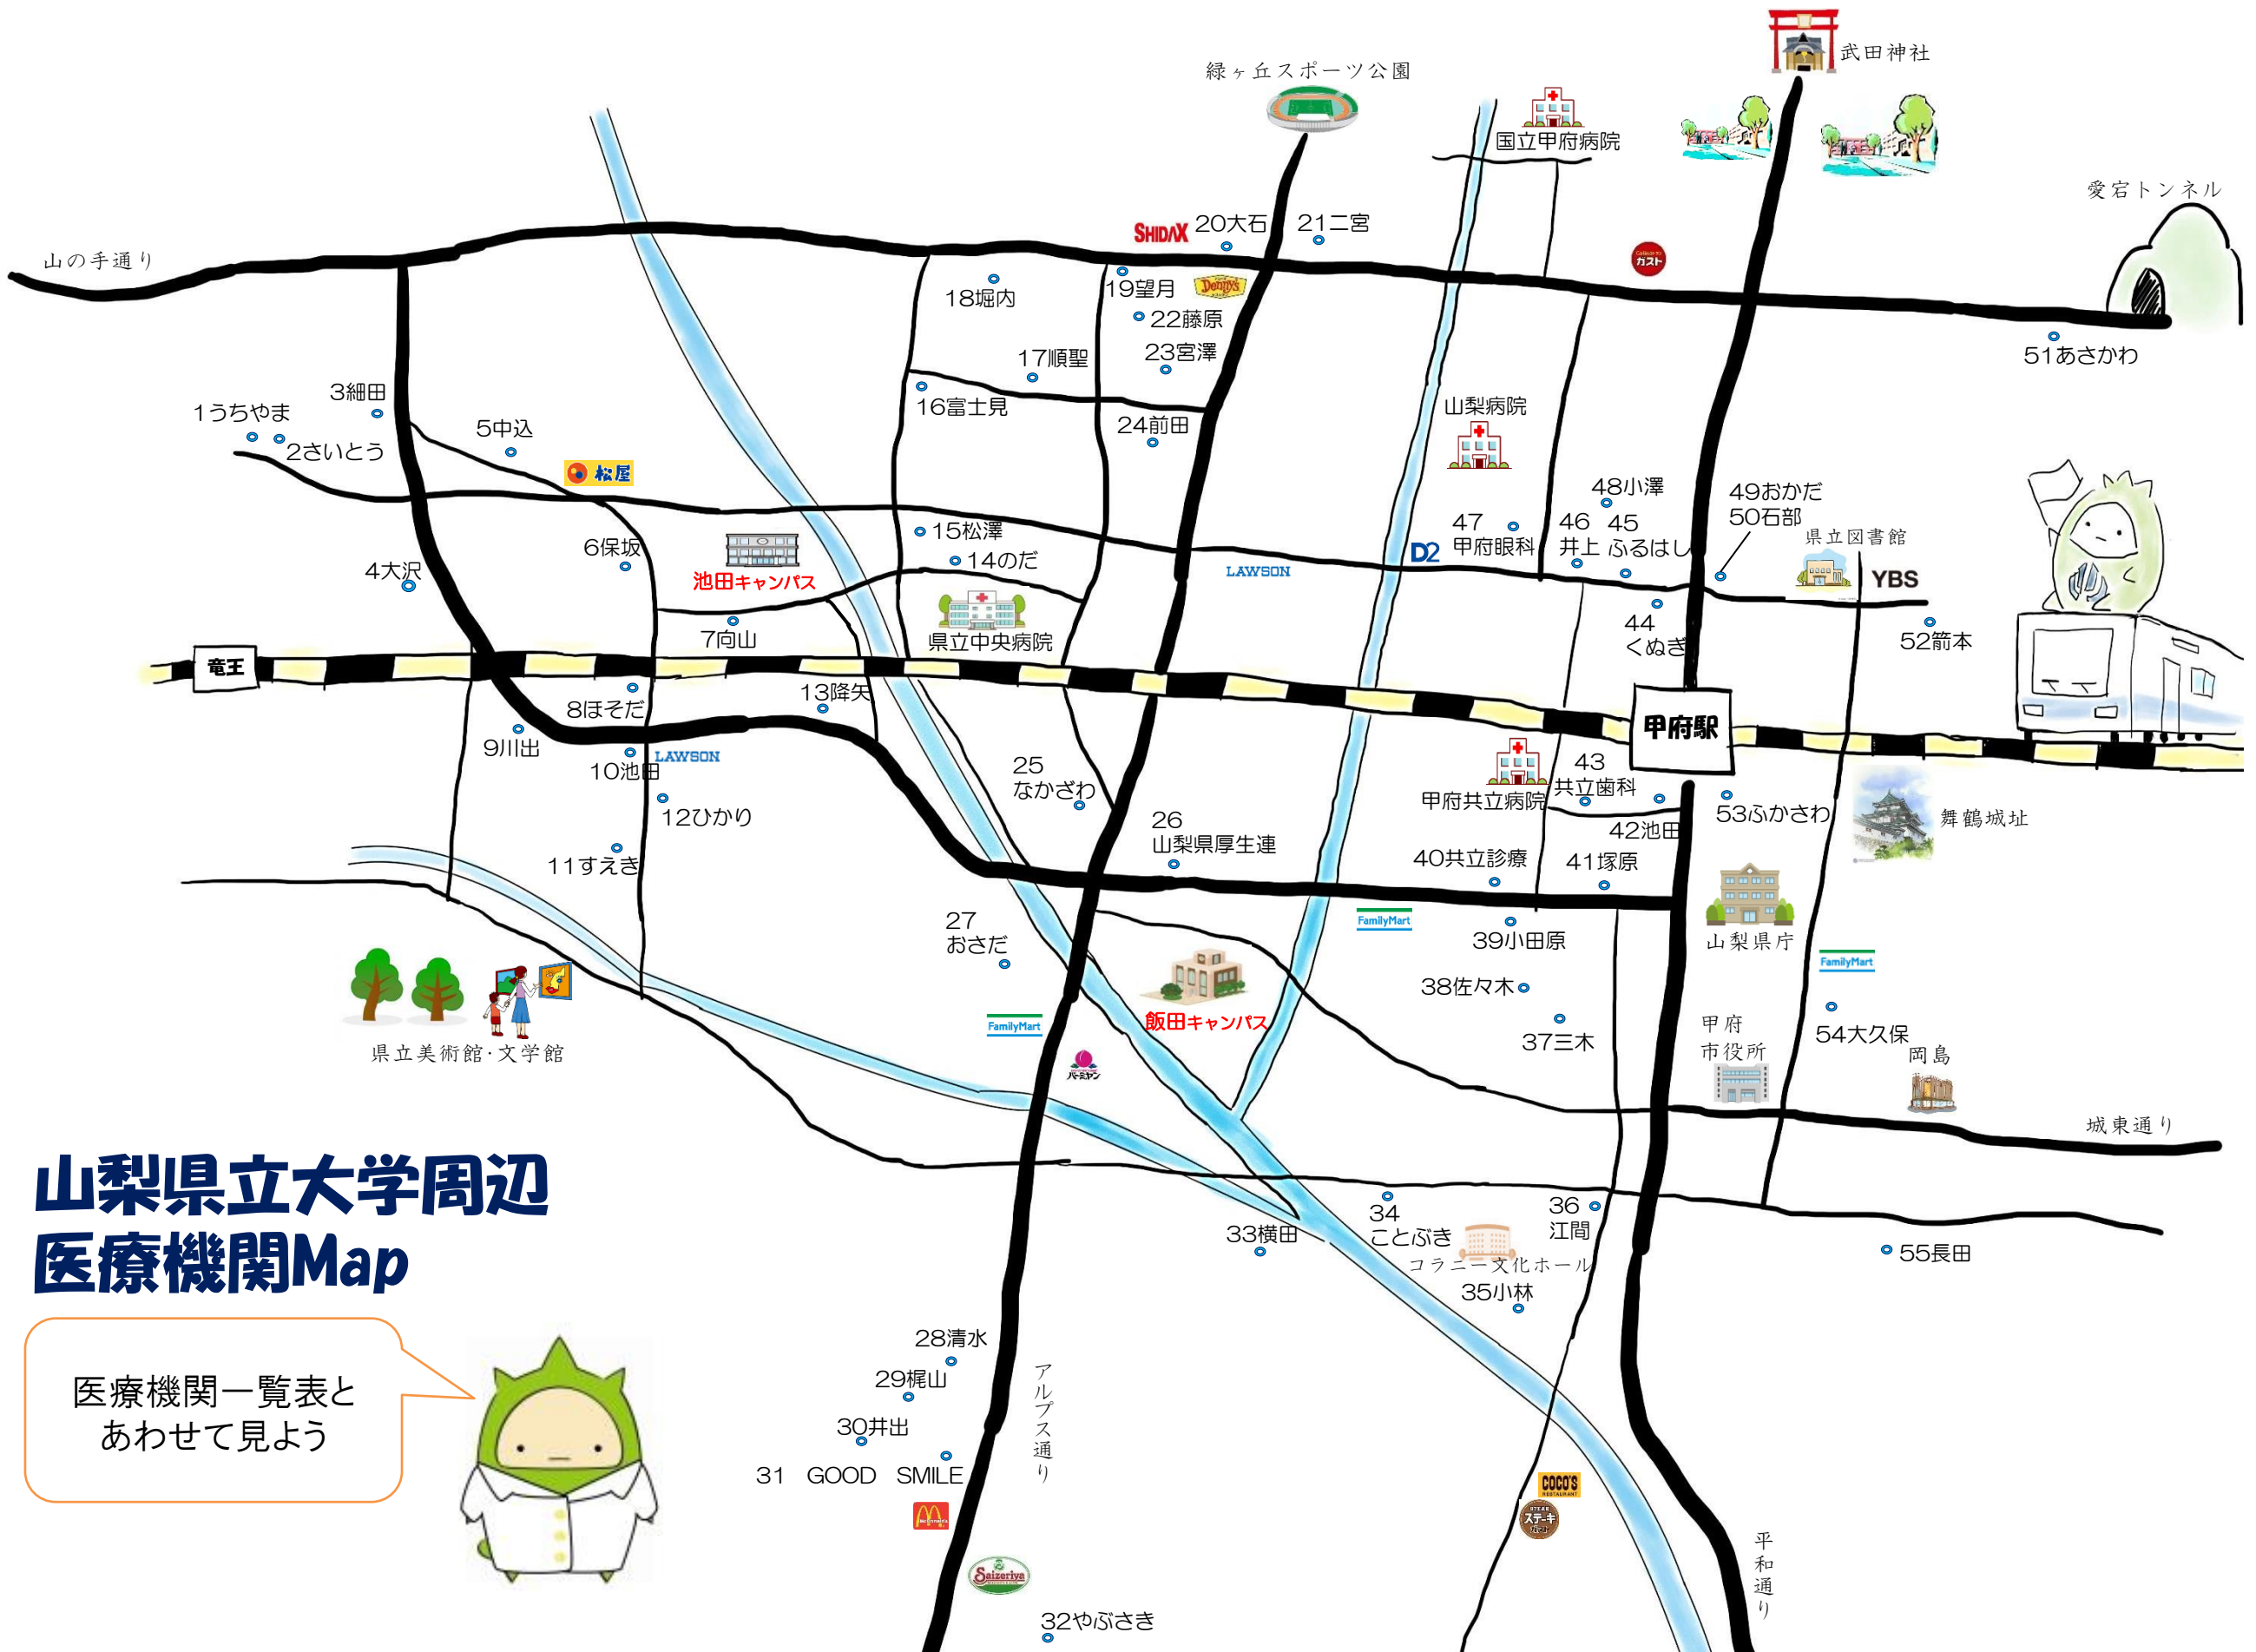 武田神社
緑ヶ丘スポーツ公園
国立甲府病院
愛宕トンネル
山の手通り
SHIDAX
20大石
21二宮
ガスト
18堀内
19望月
Denny's
22藤原
23宮澤
17順聖
51あさかわ
3細田
1うちやま
2さいとう
5中込
16富士見
24前田
山梨病院
松屋
48小澤
49おかだ
50石部
県立図書館
15松澤
47
甲府眼科
46
井上
45
ふるはし
6保坂
14のだ
D2
4大沢
池田キャンパス
LAWSON
YBS
7向山
県立中央病院
44
くぬぎ
52箭本
竜王
13降矢
8ほそだ
甲府駅
9川出
10池田
LAWSON
25
なかざわ
43
共立歯科
甲府共立病院
12ひかり
26
山梨県厚生連
42池田
53ふかさわ
舞鶴城址
11すえき
40共立診療
41塚原
27
おさだ
FamilyMart
39小田原
山梨県庁
FamilyMart
38佐々木
飯田キャンパス
FamilyMart
37三木
甲府
市役所
54大久保
岡島
県立美術館・文学館
バーミヤン
城東通り
山梨県立大学周辺
医療機関Map
33横田
34
ことぶき
36
江間
コラニー文化ホール
55長田
35小林
医療機関一覧表と
あわせて見よう
28清水
29梶山
30井出
31 GOOD SMILE
アルプス通り
McDonald's
COCO'S
RESTAURANT
STEAK
ステーキ
ガスト
Saizeriya
平和通り
32やぶさき